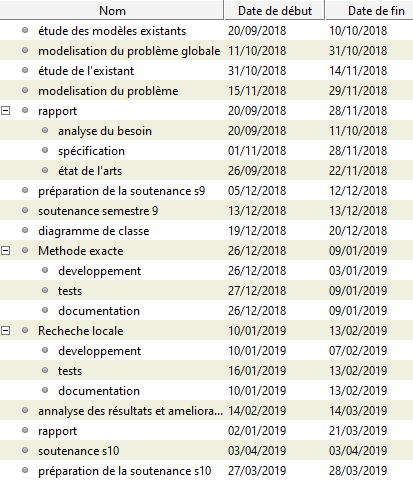 Nom Date de début Date de fin
étude des modèles existants 20/09/2018 10/10/2018
modelisation du problème globale 11/10/2018 31/10/2018
étude de l'existant 31/10/2018 14/11/2018
modelisation du problème 15/11/2018 29/11/2018
rapport 20/09/2018 28/11/2018
analyse du besoin 20/09/2018 11/10/2018
spécification 01/11/2018 28/11/2018
état de l'arts 26/09/2018 22/11/2018
préparation de la soutenance s9 05/12/2018 12/12/2018
soutenance semestre 9 13/12/2018 13/12/2018
diagramme de classe 19/12/2018 20/12/2018
Methode exacte 26/12/2018 09/01/2019
developpement 26/12/2018 03/01/2019
tests 27/12/2018 09/01/2019
documentation 26/12/2018 09/01/2019
Recheche locale 10/01/2019 13/02/2019
developpement 10/01/2019 07/02/2019
tests 16/01/2019 13/02/2019
documentation 10/01/2019 13/02/2019
annalyse des résultats et ameliora... 14/02/2019 14/03/2019
rapport 02/01/2019 21/03/2019
soutenance s10 03/04/2019 03/04/2019
préparation de la soutenance s10 27/03/2019 28/03/2019